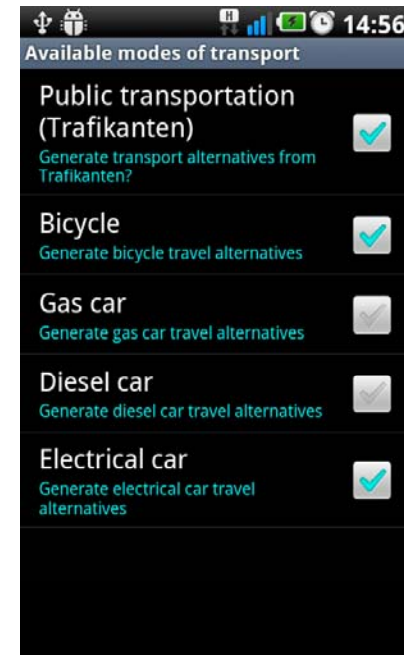 H 14:56
Available modes of transport
Public transportation
(Trafikanten)
Generate transport alternatives from
Trafikanten?
Bicycle
Generate bicycle travel alternatives
Gas car
Generate gas car travel alternatives
Diesel car
Generate diesel car travel alternatives
Electrical car
Generate electrical car travel
alternatives